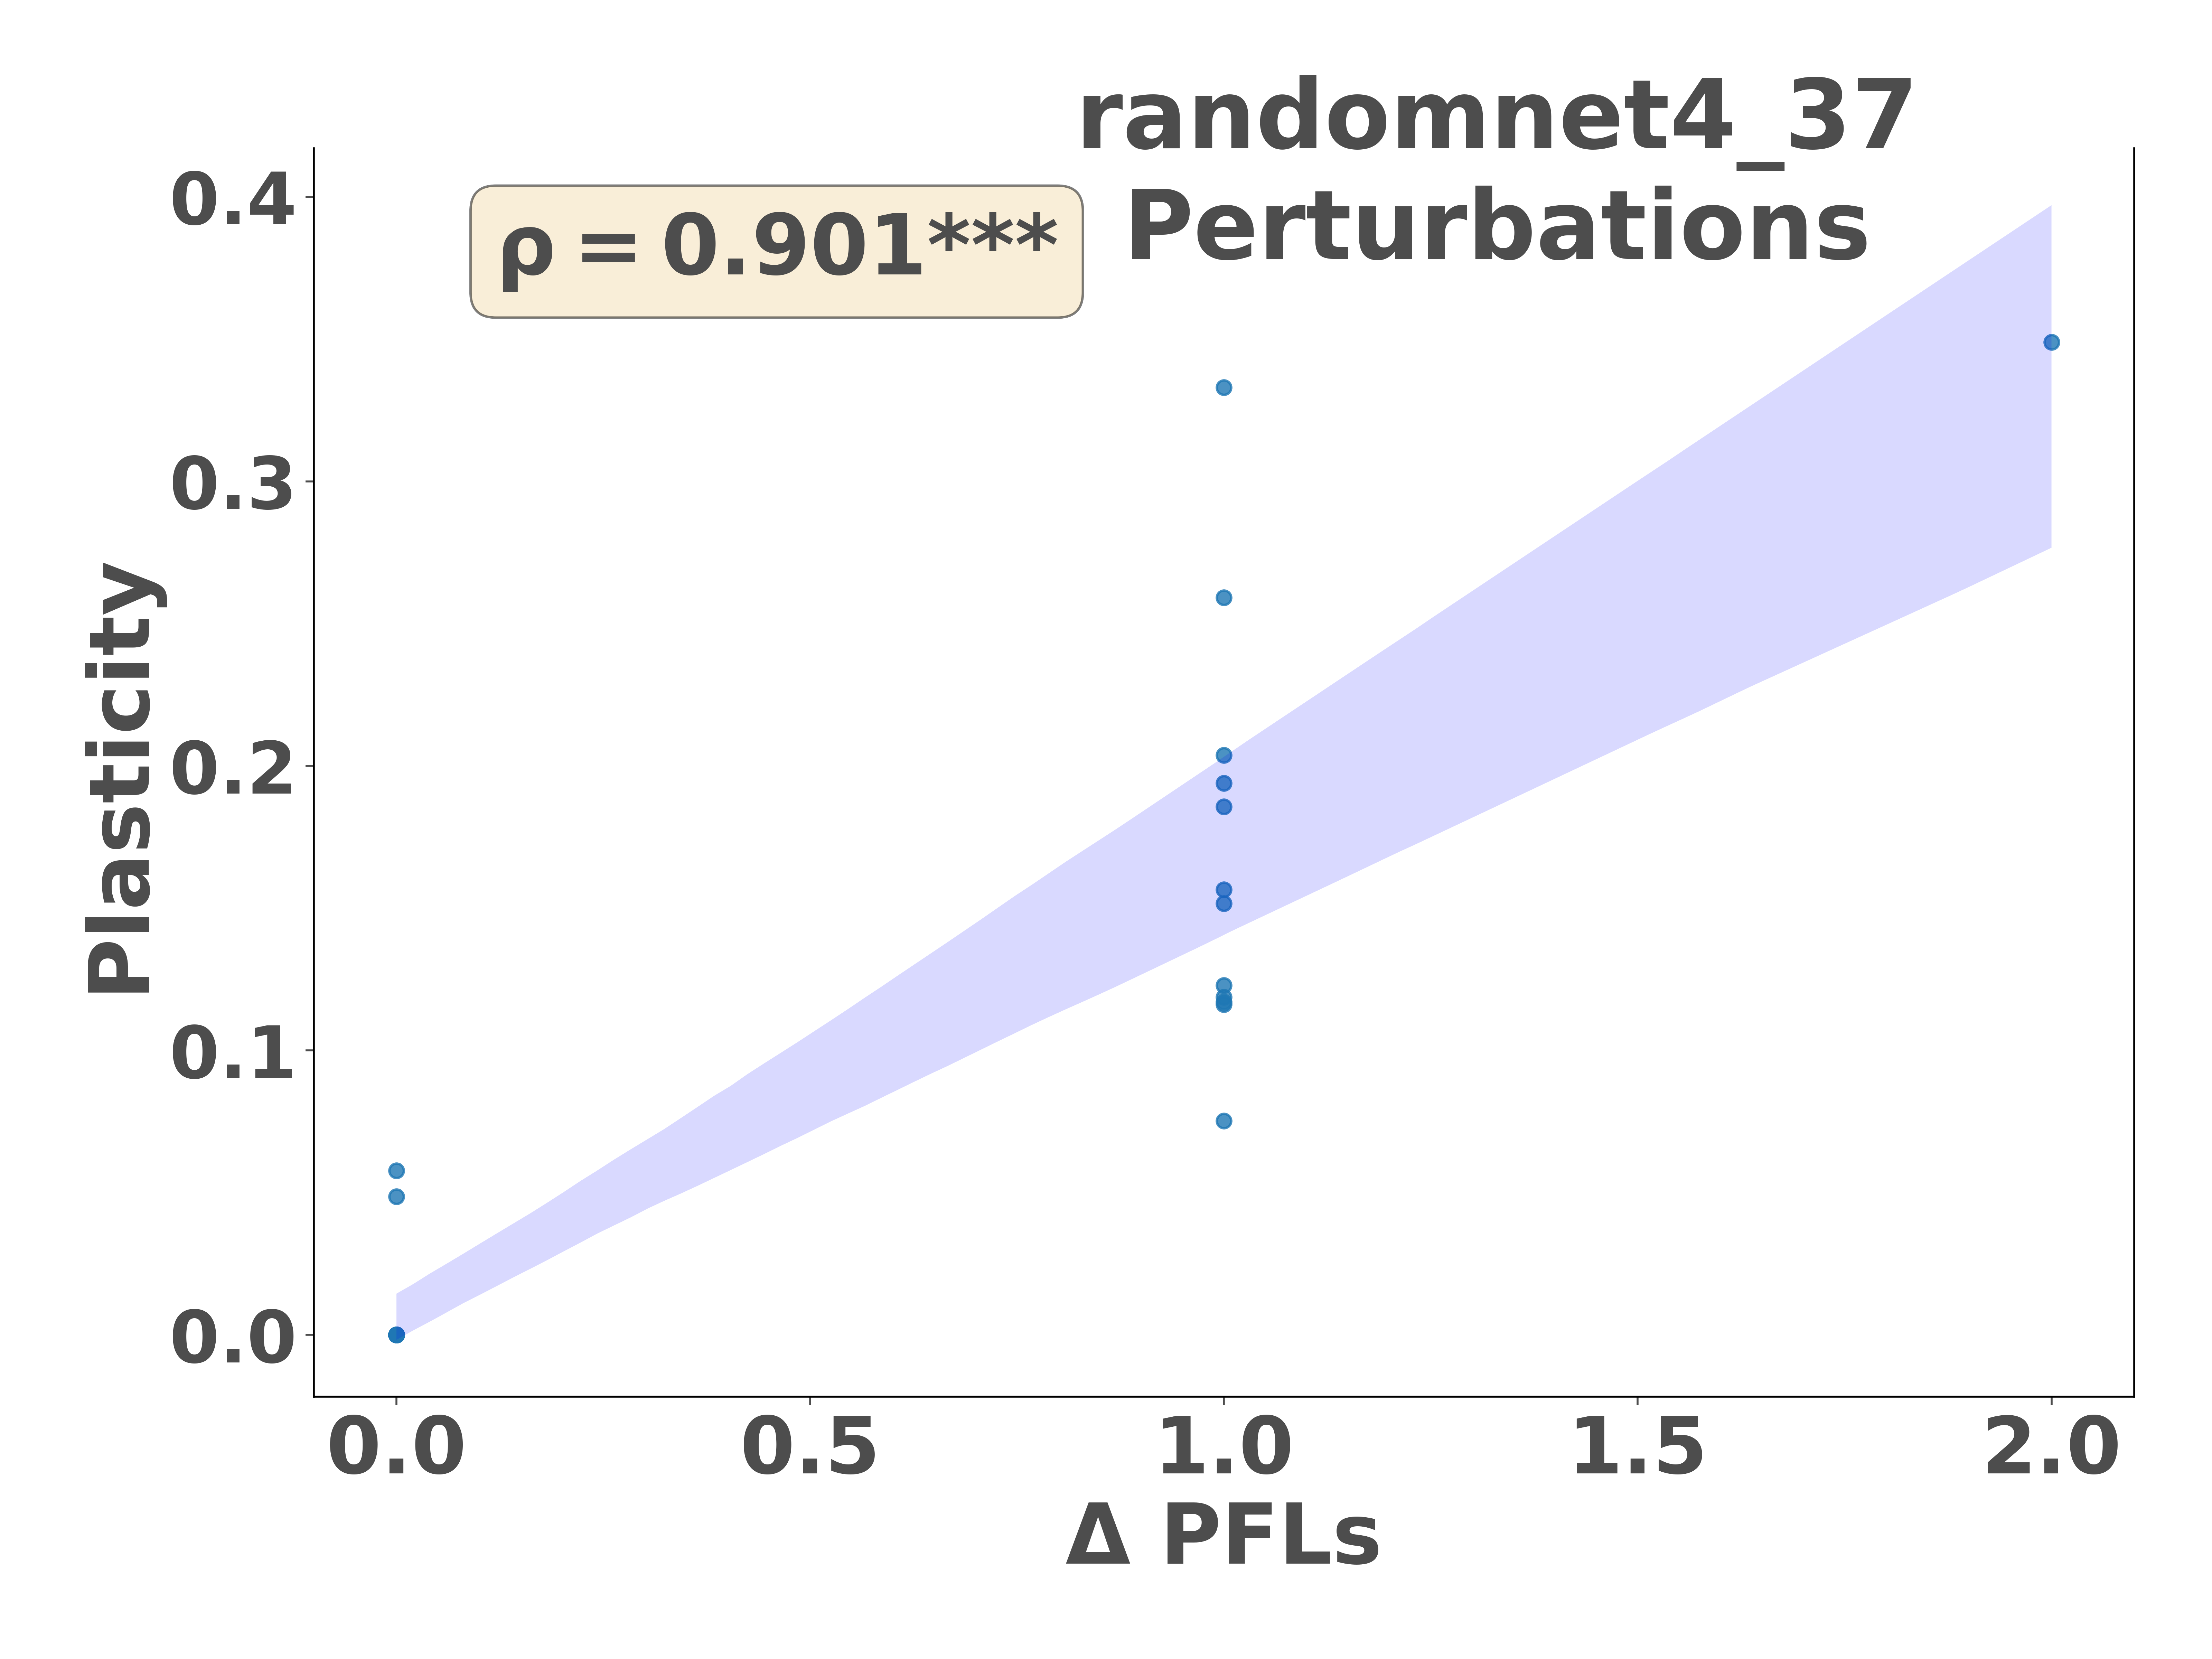 randomnet4_37
Perturbations
ρ = 0.901***
Plasticity
0.4
0.3
0.2
0.1
0.0
0.0 0.5 1.0 1.5 2.0
Δ PFLs